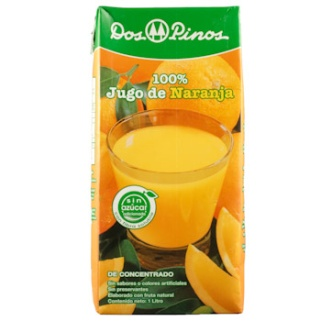 Dos Pinos
100%
Jugo de Naranja
sin
azúcar
DE CONCENTRADO
Sin sabores o colores artificiales
Sin preservantes
Elaborado con fruta natural
Contenido neto: 1 Litro